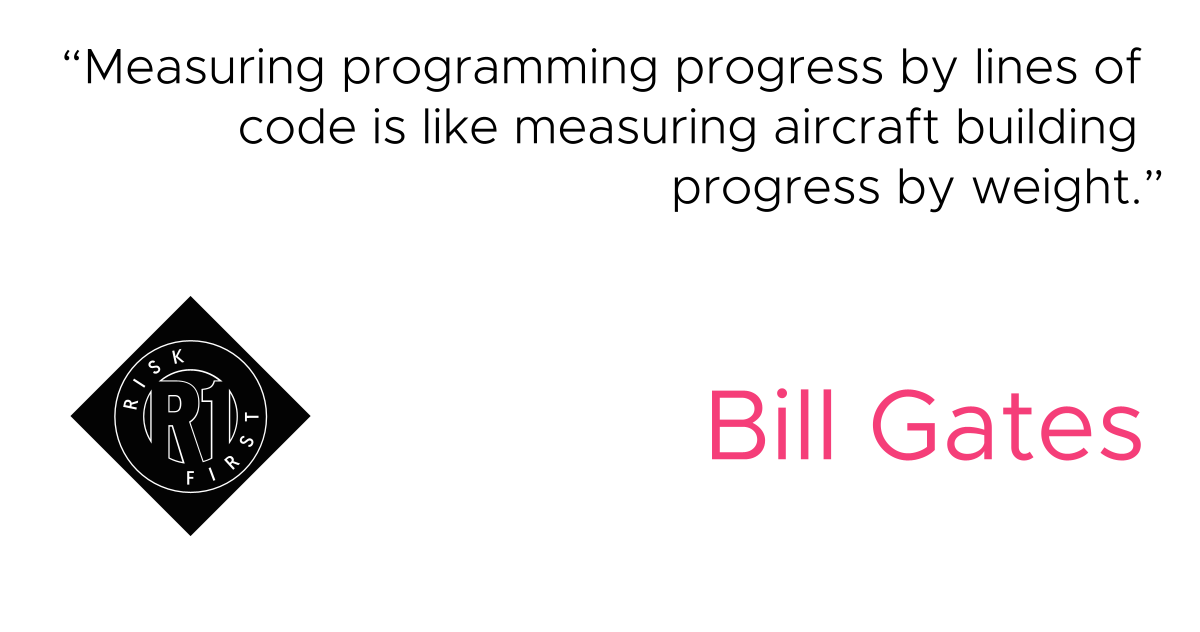 “Measuring programming progress by lines of
code is like measuring aircraft building
progress by weight.”
RISK
R1
FIRST
Bill Gates